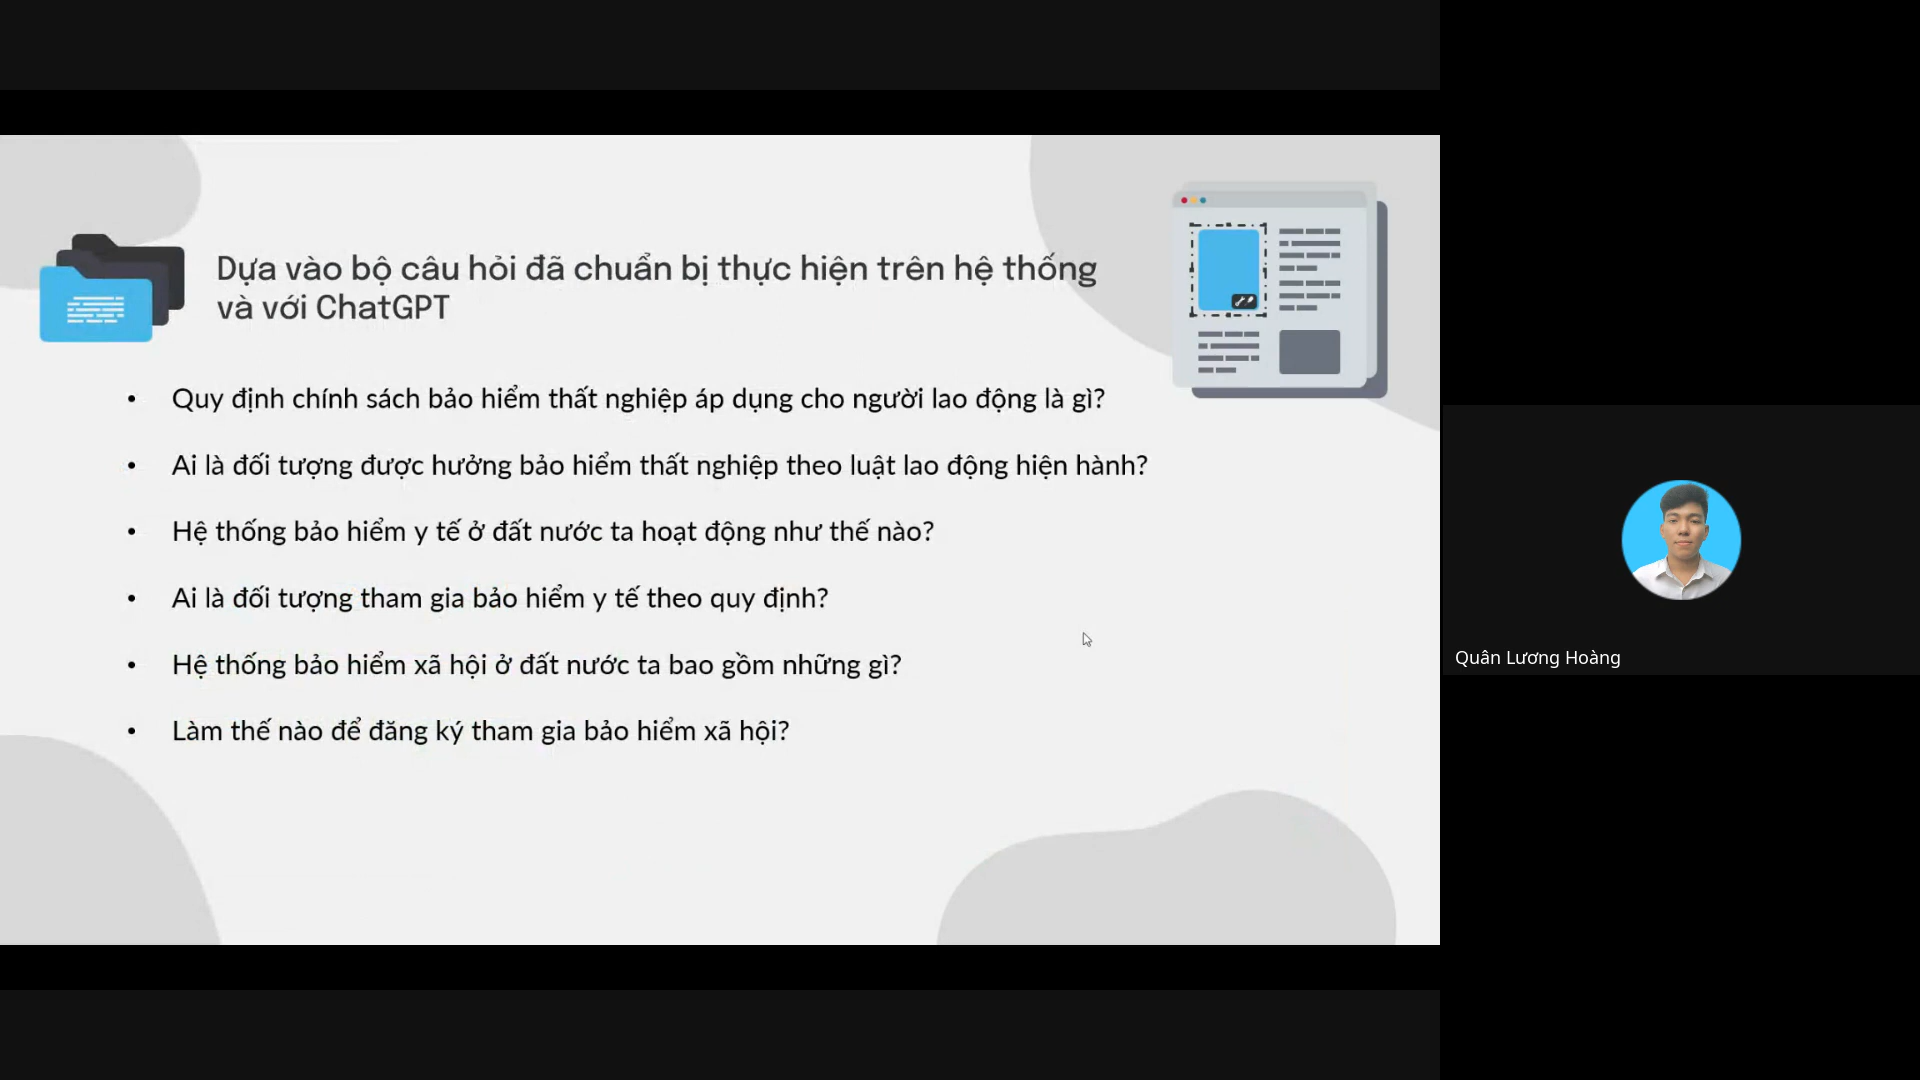 Dựa vào bộ câu hỏi đã chuẩn bị thực hiện trên hệ thống
và với ChatGPT
• Quy định chính sách bảo hiểm thất nghiệp áp dụng cho người lao động là gì?
• Ai là đối tượng được hưởng bảo hiểm thất nghiệp theo luật lao động hiện hành?
• Hệ thống bảo hiểm y tế ở đất nước ta hoạt động như thế nào?
• Ai là đối tượng tham gia bảo hiểm y tế theo quy định?
• Hệ thống bảo hiểm xã hội ở đất nước ta bao gồm những gì?
• Làm thế nào để đăng ký tham gia bảo hiểm xã hội?
Quân Lương Hoàng